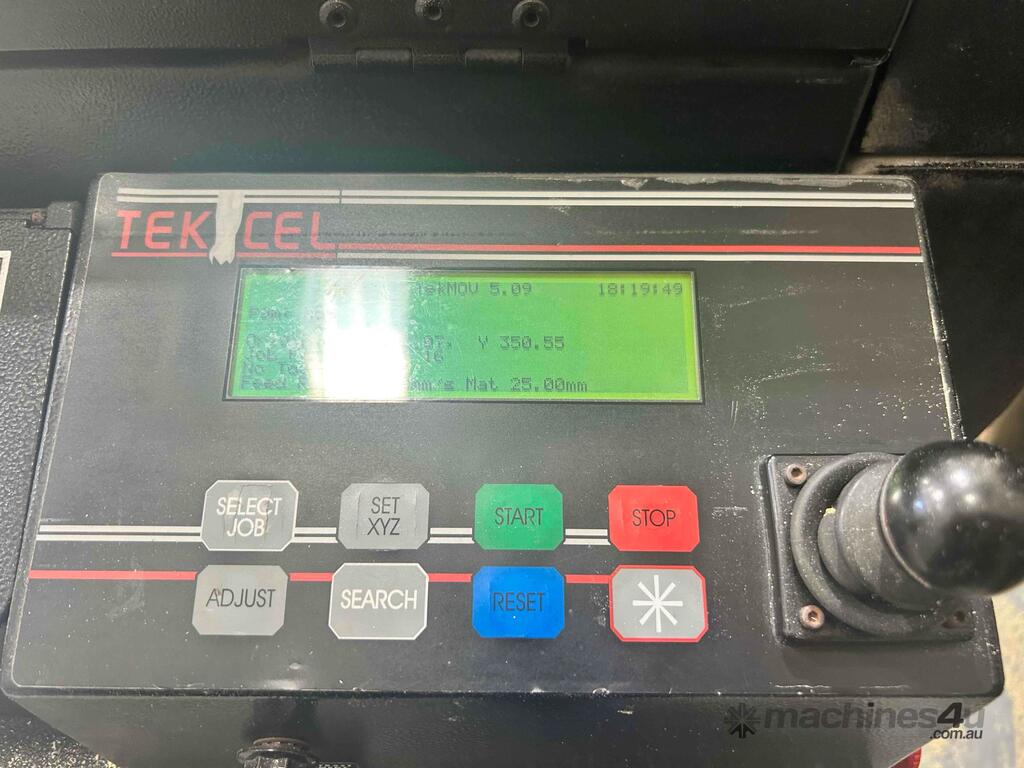 TEKCEL
TekMOV 5.09 18:19:49
Y 350.55
16
Feed Mat 25.00mm
SELECT JOB
SET XYZ
START
STOP
ADJUST
SEARCH
RESET
machines4u
.com.au